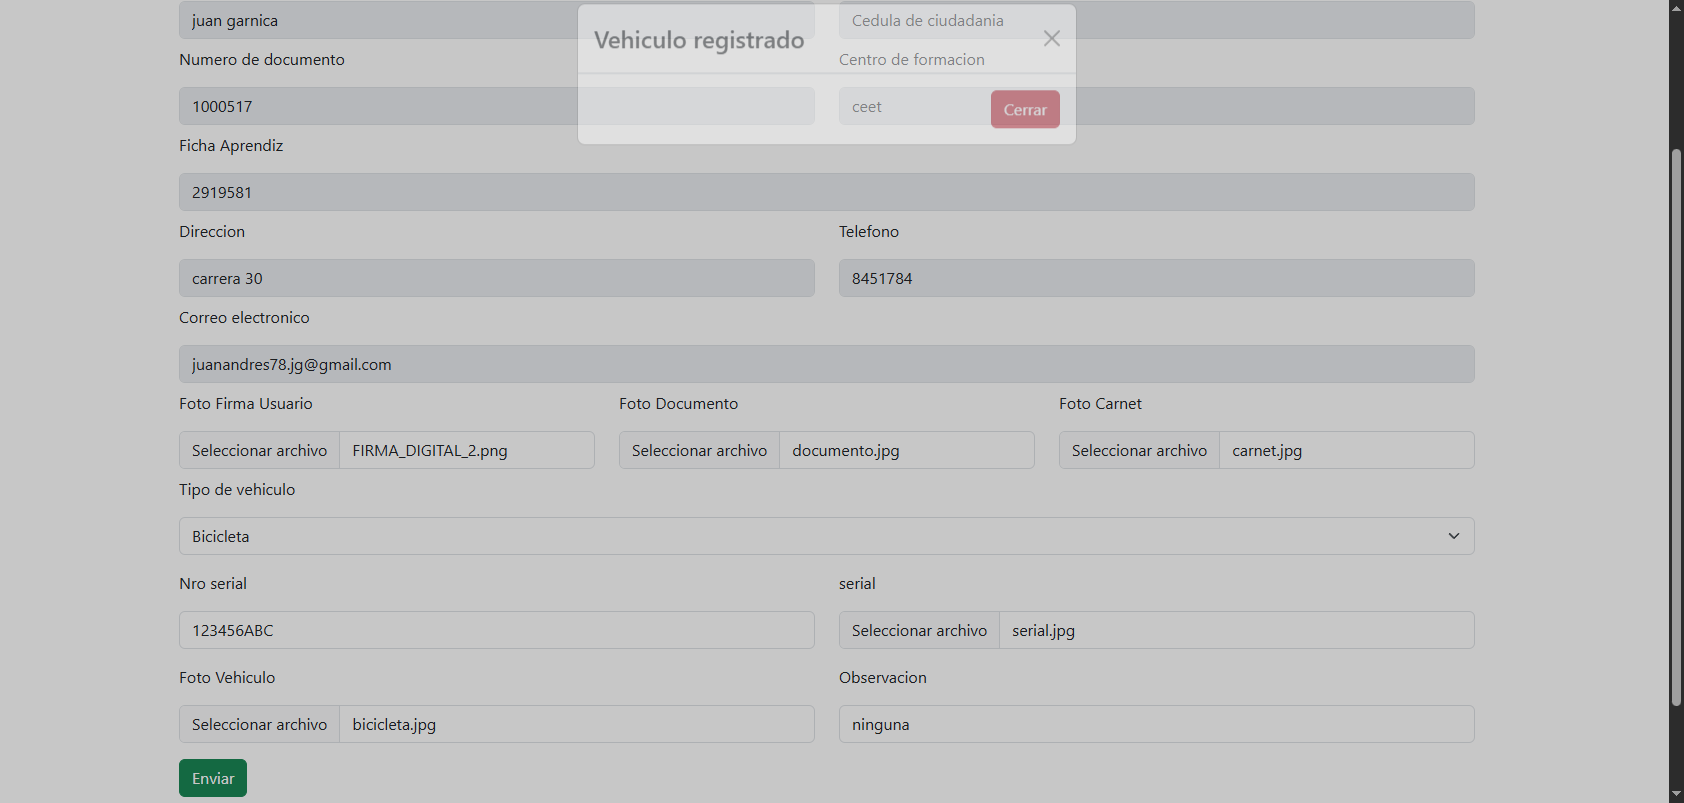 juan garnica
Cedula de ciudadania
Vehiculo registrado
Numero de documento
Centro de formacion
1000517
ceet
Cerrar
Ficha Aprendiz
2919581
Direccion
Telefono
carrera 30
8451784
Correo electronico
juanandres78.jg@gmail.com
Foto Firma Usuario
Foto Documento
Foto Carnet
Seleccionar archivo FIRMA_DIGITAL_2.png
Seleccionar archivo documento.jpg
Seleccionar archivo carnet.jpg
Tipo de vehiculo
Bicicleta
Nro serial
serial
123456ABC
Seleccionar archivo serial.jpg
Foto Vehiculo
Observacion
Seleccionar archivo bicicleta.jpg
ninguna
Enviar